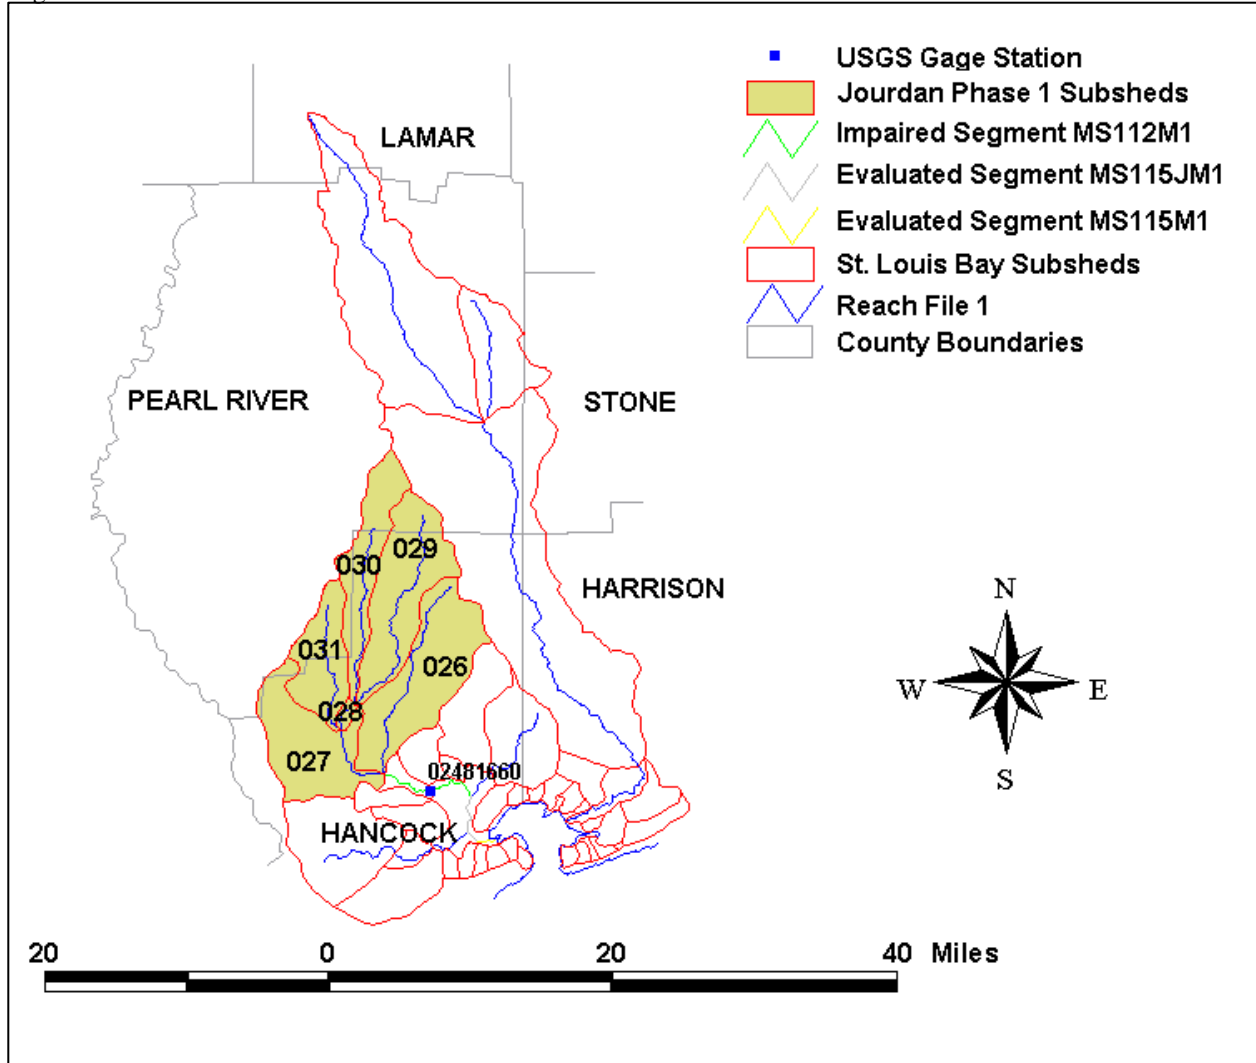 USGS Gage Station
Jourdan Phase 1 Subsheds
Impaired Segment MS112M1
Evaluated Segment MS115JM1
Evaluated Segment MS115M1
St. Louis Bay Subsheds
Reach File 1
County Boundaries
LAMAR
PEARL RIVER
STONE
030
029
HARRISON
031
026
028
027
02481660
HANCOCK
N
W
E
S
20
0
20
40 Miles